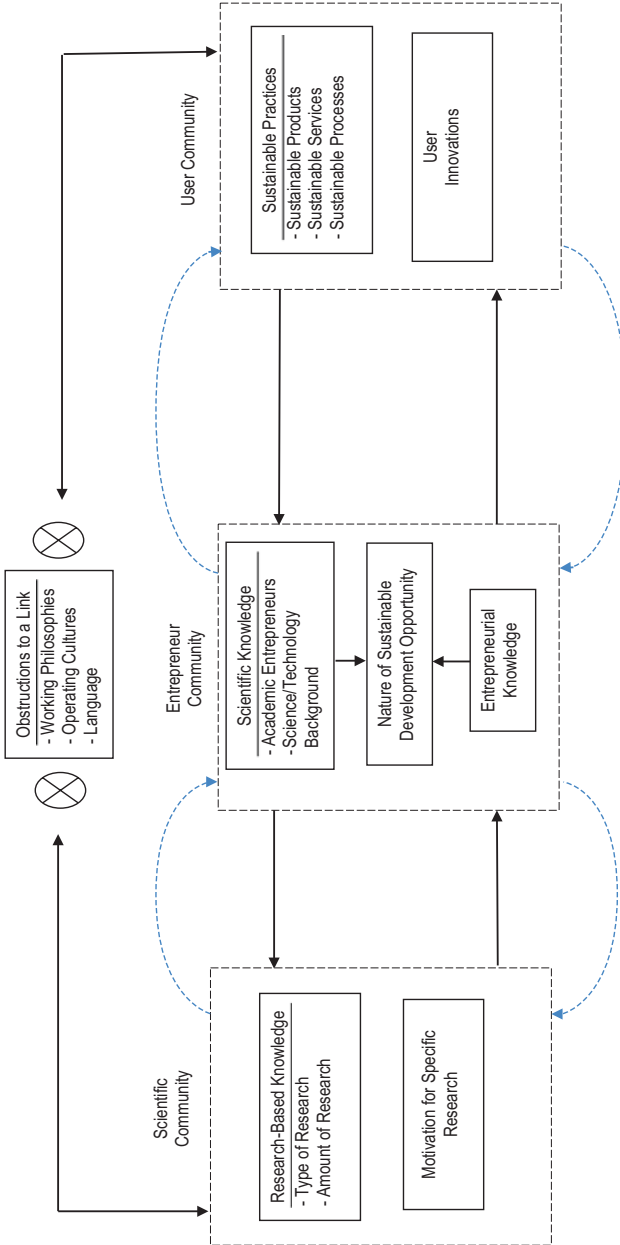 Obstructions to a Link
- Working Philosophies
- Operating Cultures
- Language
Scientific
Community
Research-Based Knowledge
- Type of Research
- Amount of Research
Motivation for Specific
Research
Entrepreneur
Community
Scientific Knowledge
- Academic Entrepreneurs
- Science/Technology
Background
Nature of Sustainable
Development Opportunity
Entrepreneurial
Knowledge
User Community
Sustainable Practices
- Sustainable Products
- Sustainable Services
- Sustainable Processes
User
Innovations